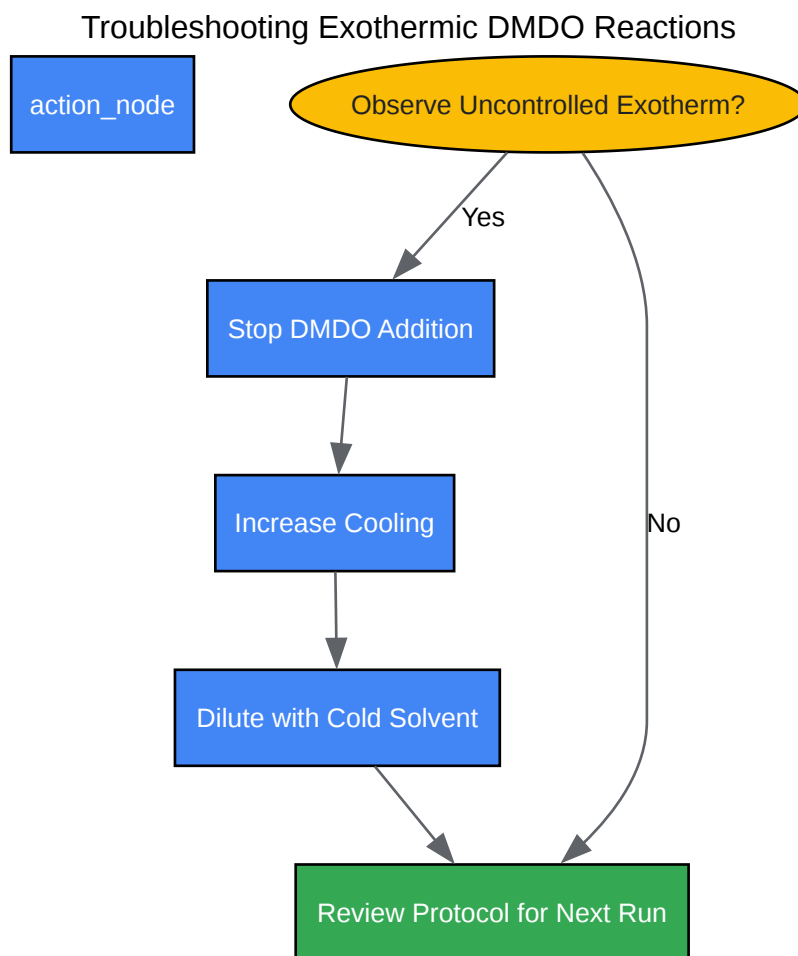 Troubleshooting Exothermic DMDO Reactions
action_node
Observe Uncontrolled Exotherm?
Yes
Stop DMDO Addition
Increase Cooling
No
Dilute with Cold Solvent
Review Protocol for Next Run